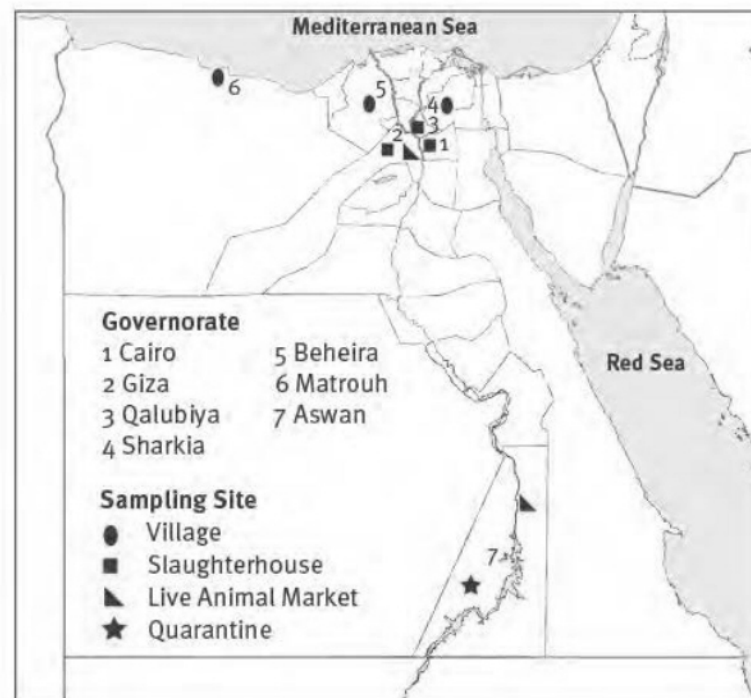 Mediterranean Sea
6
5
4
3
2
1
Governorate
1 Cairo 5 Beheira
2 Giza 6 Matrouh
3 Qalubiya 7 Aswan
4 Sharkia
Red Sea
Sampling Site
Village
Slaughterhouse
Live Animal Market
Quarantine
7